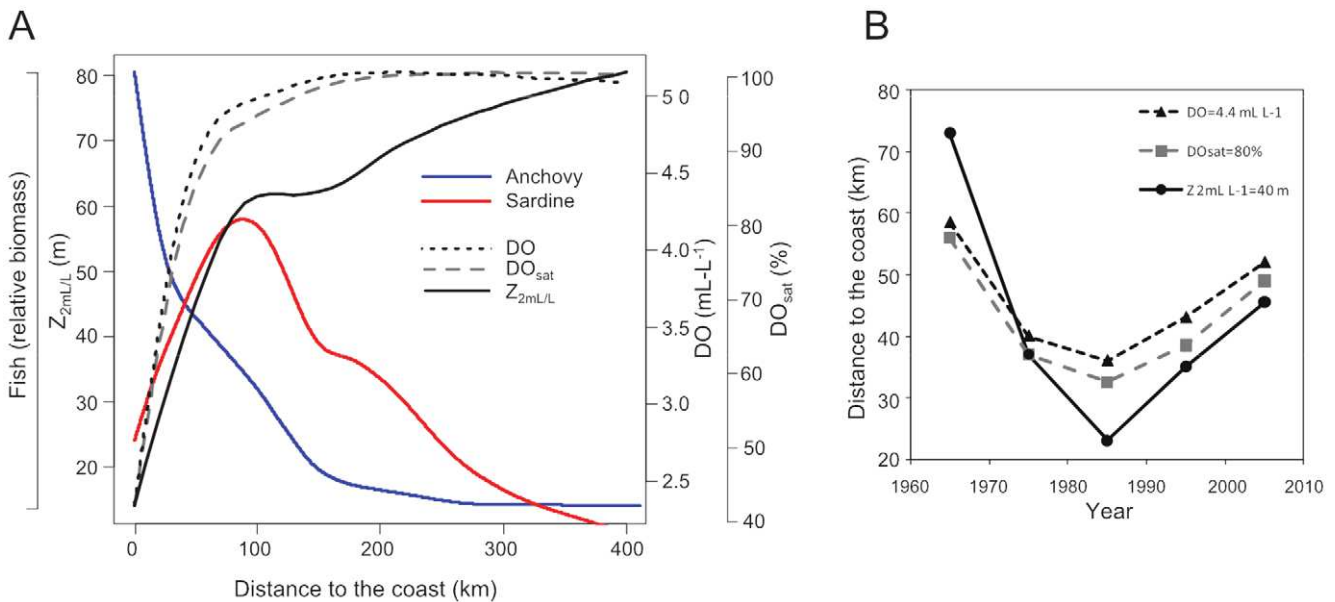 A
Fish (relative biomass)
Z2mL/L (m)
80
70
60
50
40
30
20
Anchovy
Sardine
DO
DOsat
Z2mL/L
5 0
4.5
4.0
3.5
3.0
2.5
DO (mL-L-1)
100
90
80
70
60
50
40
DOsat (%)
0 100 200 300 400
Distance to the coast (km)
B
Distance to the coast (km)
80
70
60
50
40
30
20
DO=4.4 mL L-1
DOsat=80%
Z 2mL L-1=40 m
1960 1970 1980 1990 2000 2010
Year